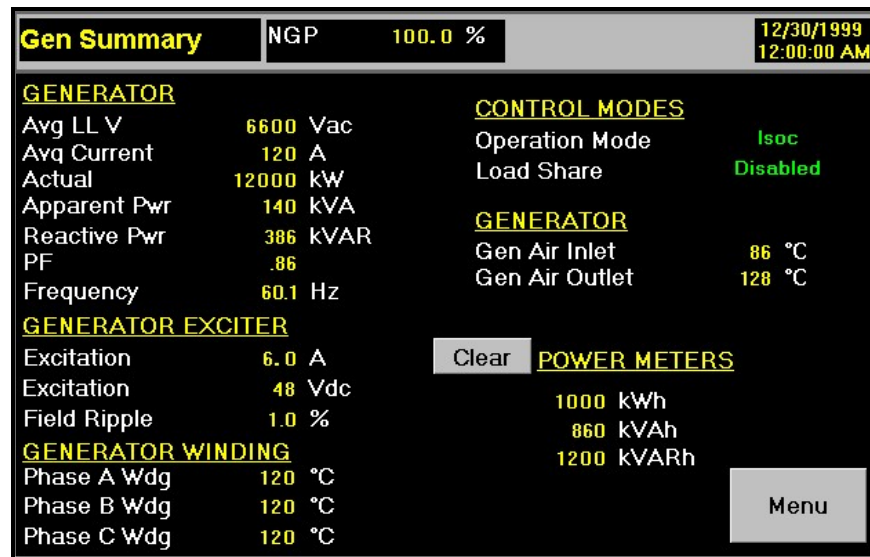 Gen Summary
NGP 100.0 %
12/30/1999
12:00:00 AM
GENERATOR
Avg LL V 6600 Vac
Avg Current 120 A
Actual 12000 kW
Apparent Pwr 140 kVA
Reactive Pwr 386 kVAR
PF .86
Frequency 60.1 Hz
GENERATOR EXCITER
Excitation 6.0 A
Excitation 48 Vdc
Field Ripple 1.0 %
GENERATOR WINDING
Phase A Wdg 120 °C
Phase B Wdg 120 °C
Phase C Wdg 120 °C
CONTROL MODES
Operation Mode Isoc
Load Share Disabled
GENERATOR
Gen Air Inlet 86 °C
Gen Air Outlet 128 °C
Clear
POWER METERS
1000 kWh
860 kVAh
1200 kVARh
Menu